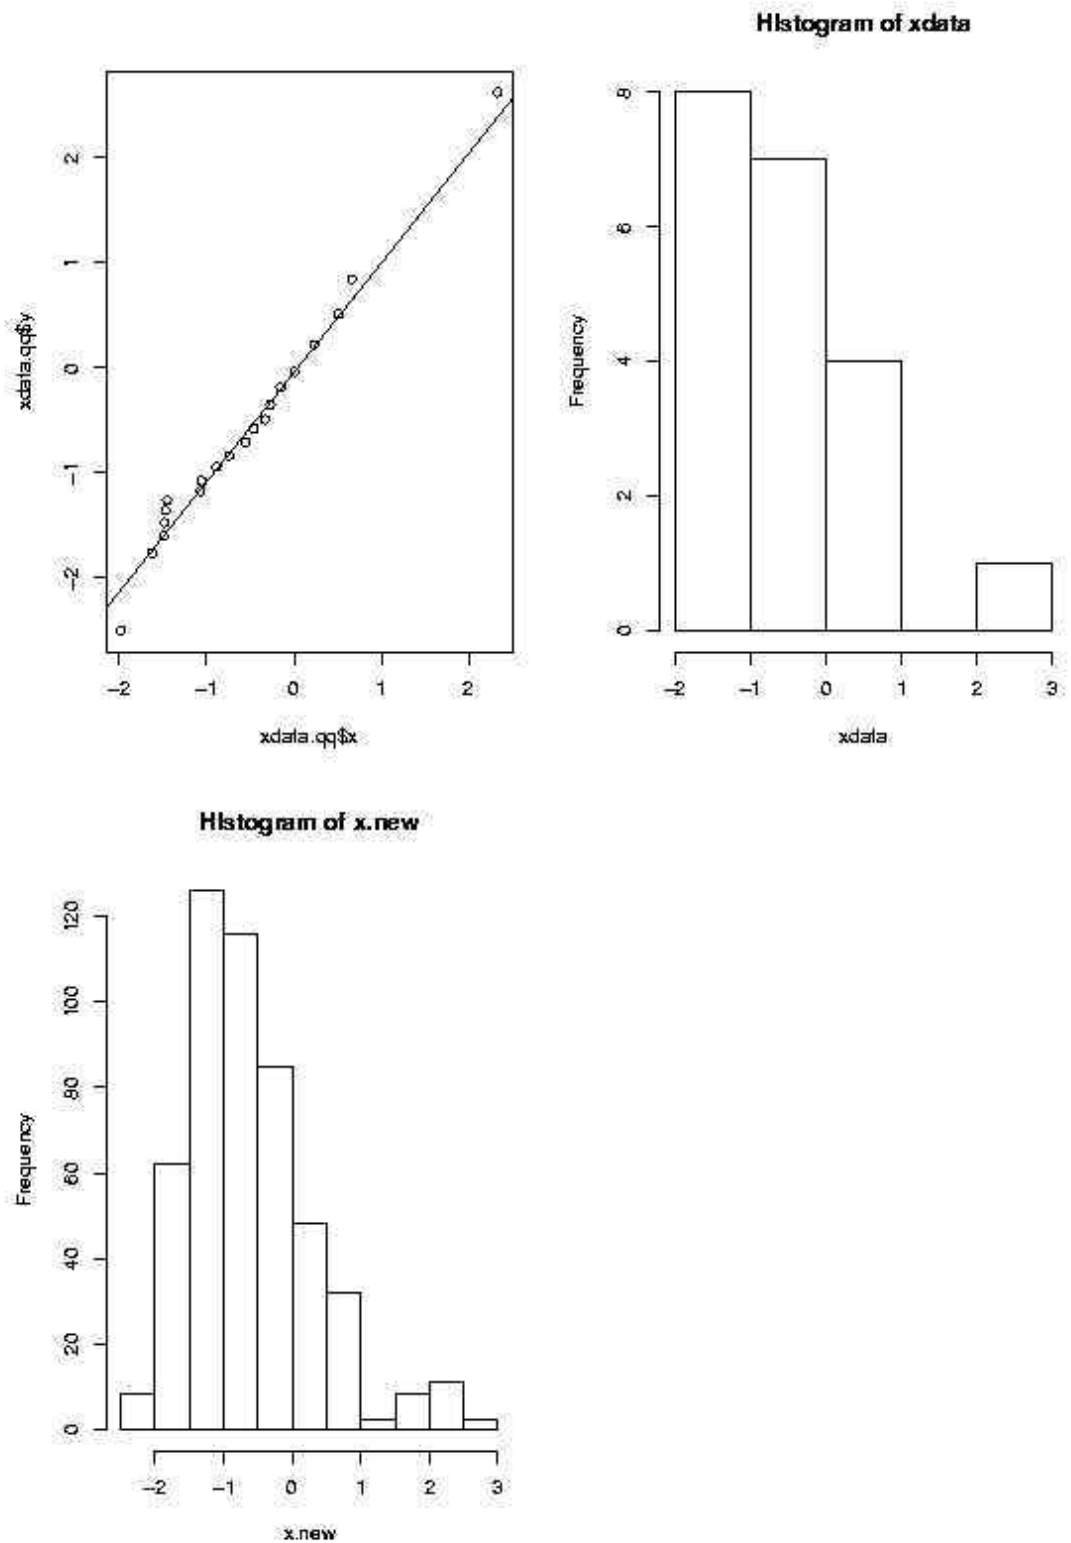 HIstogram of xdata
xdata.qq$y
2
1
0
−1
−2
−2 −1 0 1 2
xdata.qq$x
Frequency
8
6
4
2
0
−2 −1 0 1 2 3
xdata
HIstogram of x.new
Frequency
120
100
80
60
40
20
0
−2 −1 0 1 2 3
x.new